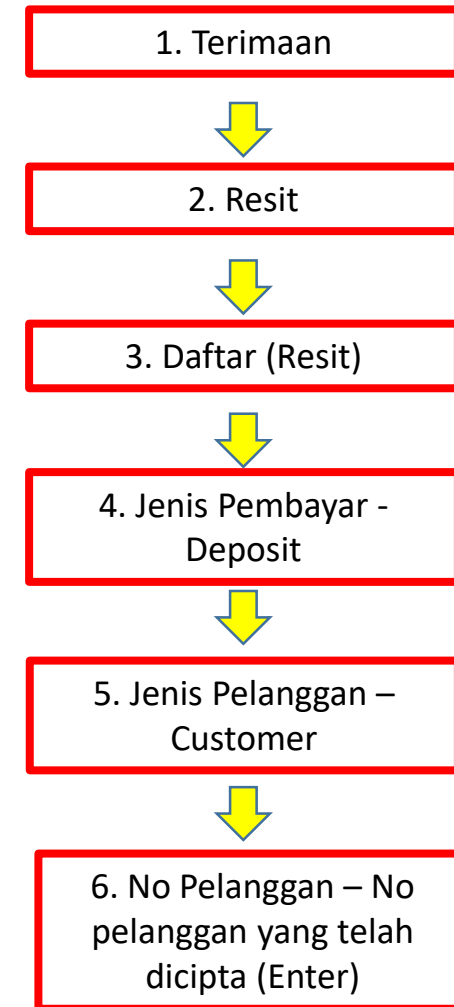 1. Terimaan
2. Resit
3. Daftar (Resit)
4. Jenis Pembayar -
Deposit
5. Jenis Pelanggan –
Customer
6. No Pelanggan – No
pelanggan yang telah
dicipta (Enter)